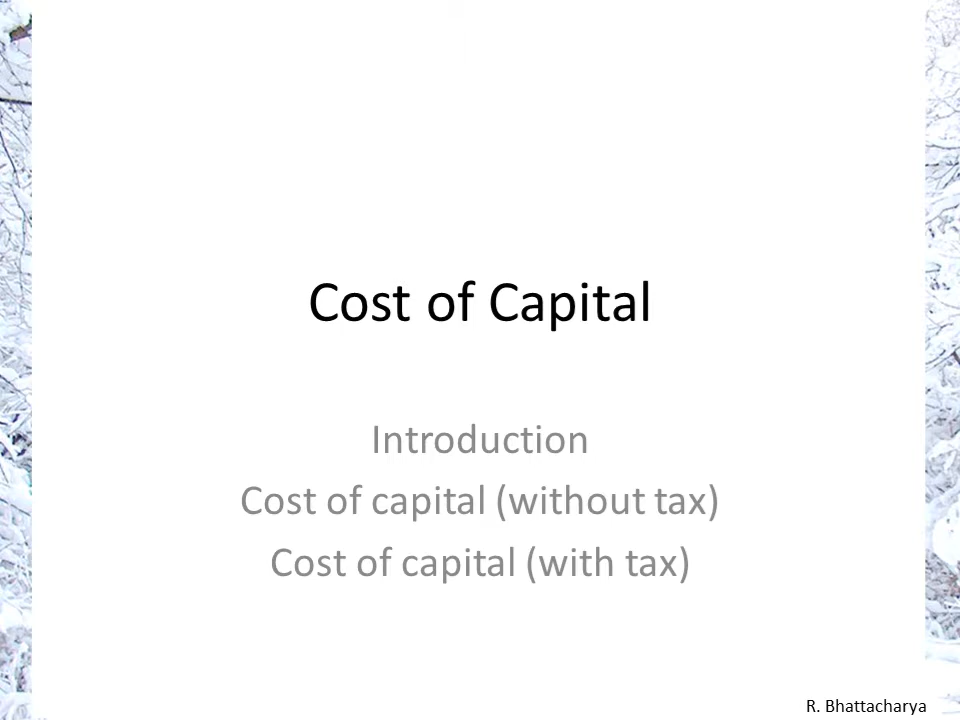 Cost of Capital
Introduction
Cost of capital (without tax)
Cost of capital (with tax)
R. Bhattacharya